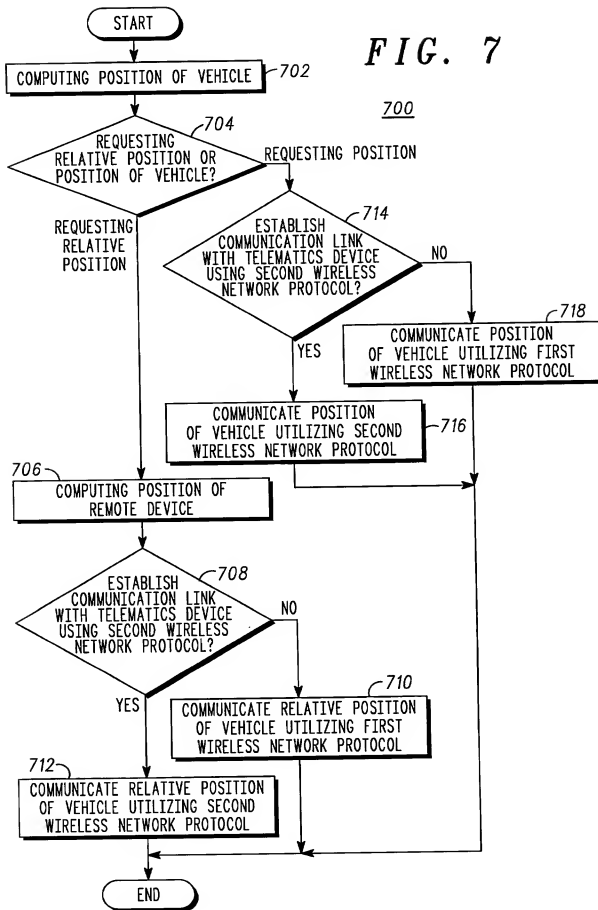 START
FIG. 7
COMPUTING POSITION OF VEHICLE
702
700
704
REQUESTING
RELATIVE POSITION OR
POSITION OF VEHICLE?
REQUESTING POSITION
REQUESTING
RELATIVE
POSITION
714
ESTABLISH
COMMUNICATION LINK
WITH TELEMATICS DEVICE
USING SECOND WIRELESS
NETWORK PROTOCOL?
NO
YES
718
COMMUNICATE POSITION
OF VEHICLE UTILIZING FIRST
WIRELESS NETWORK PROTOCOL
COMMUNICATE POSITION
OF VEHICLE UTILIZING SECOND
WIRELESS NETWORK PROTOCOL
716
706
COMPUTING POSITION OF
REMOTE DEVICE
708
ESTABLISH
COMMUNICATION LINK
WITH TELEMATICS DEVICE
USING SECOND WIRELESS
NETWORK PROTOCOL?
NO
YES
710
COMMUNICATE RELATIVE POSITION
OF VEHICLE UTILIZING FIRST
WIRELESS NETWORK PROTOCOL
712
COMMUNICATE RELATIVE POSITION
OF VEHICLE UTILIZING SECOND
WIRELESS NETWORK PROTOCOL
END